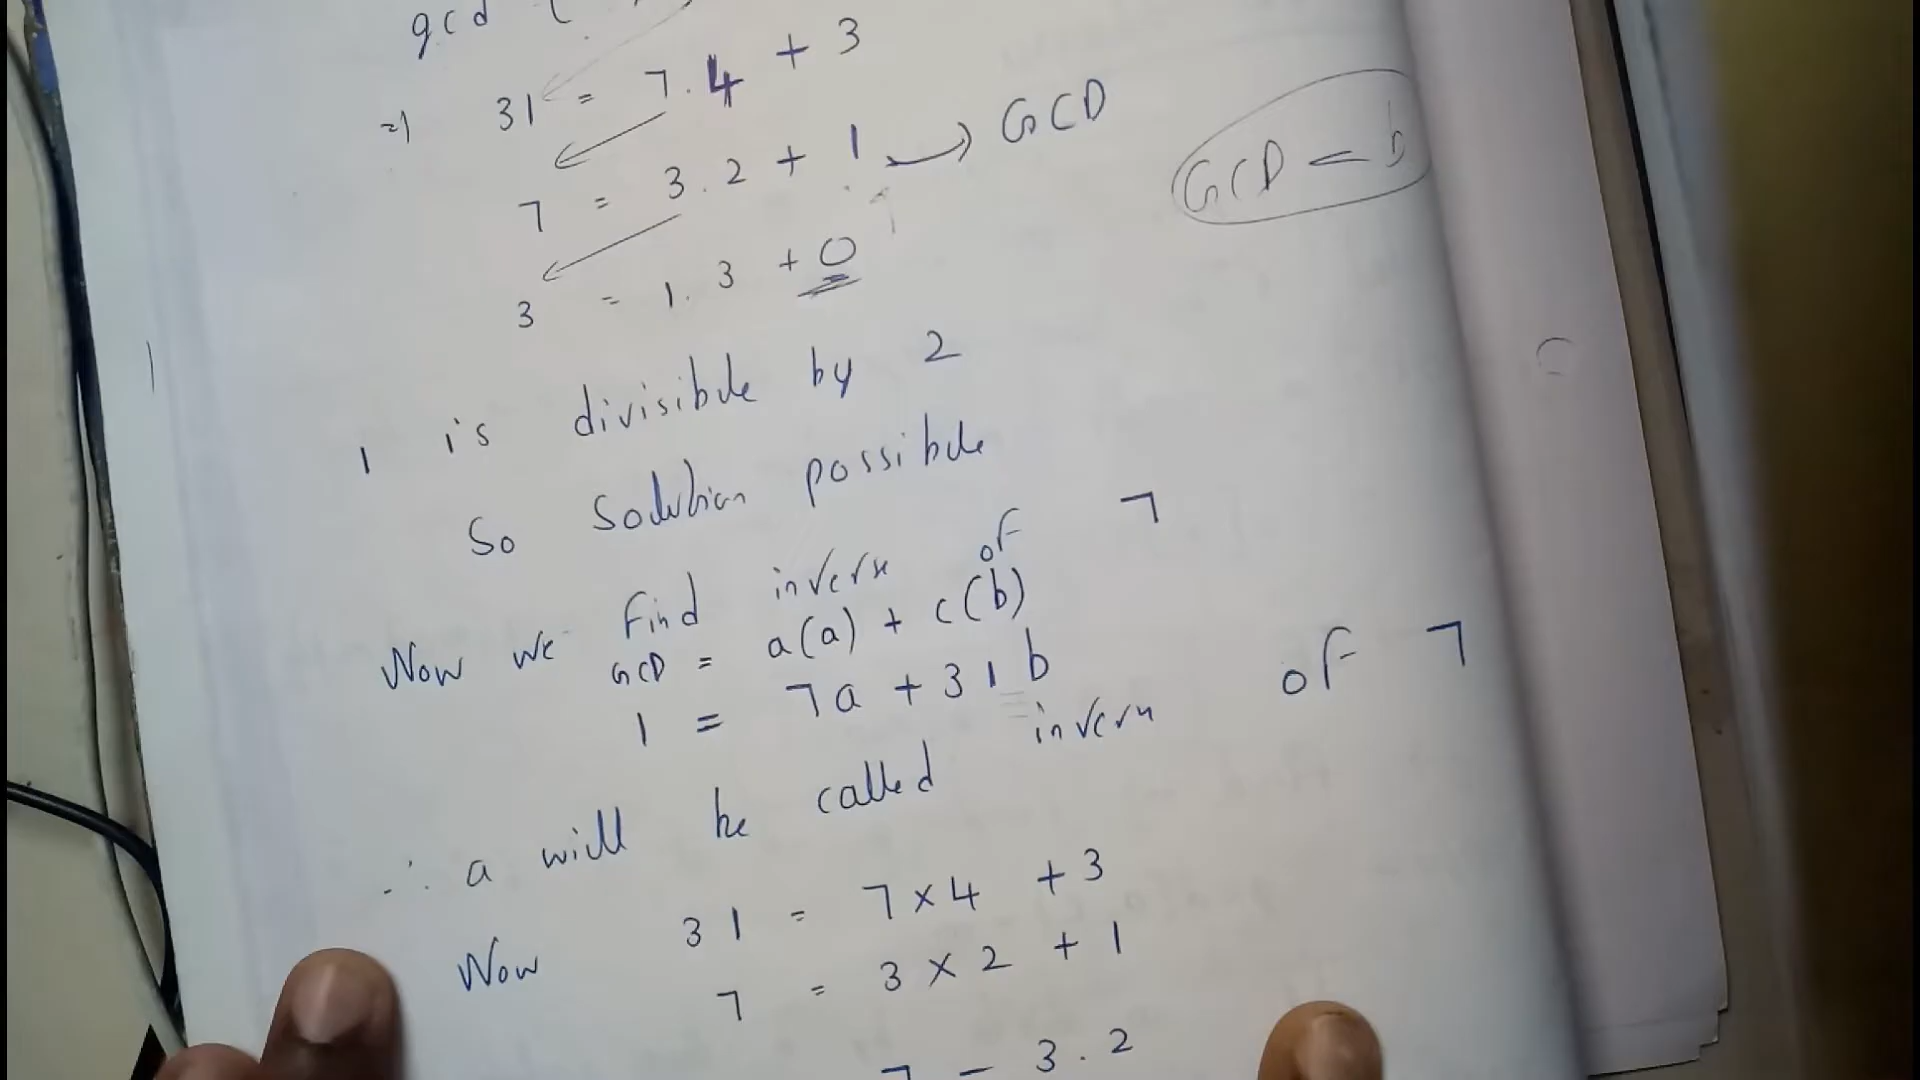 gcd (
=) 31 = 7.4 + 3
7 = 3.2 + 1 → GCD
GCD =
3 = 1.3 + 0
1 is divisible by 2
So Solution possible
Now we find inverse of 7
GCD = a(a) + c(b)
1 = 7a + 31b
∴ a will be called inverse of 7
Now 31 = 7 x 4 + 3
7 = 3 x 2 + 1
7 - 3.2